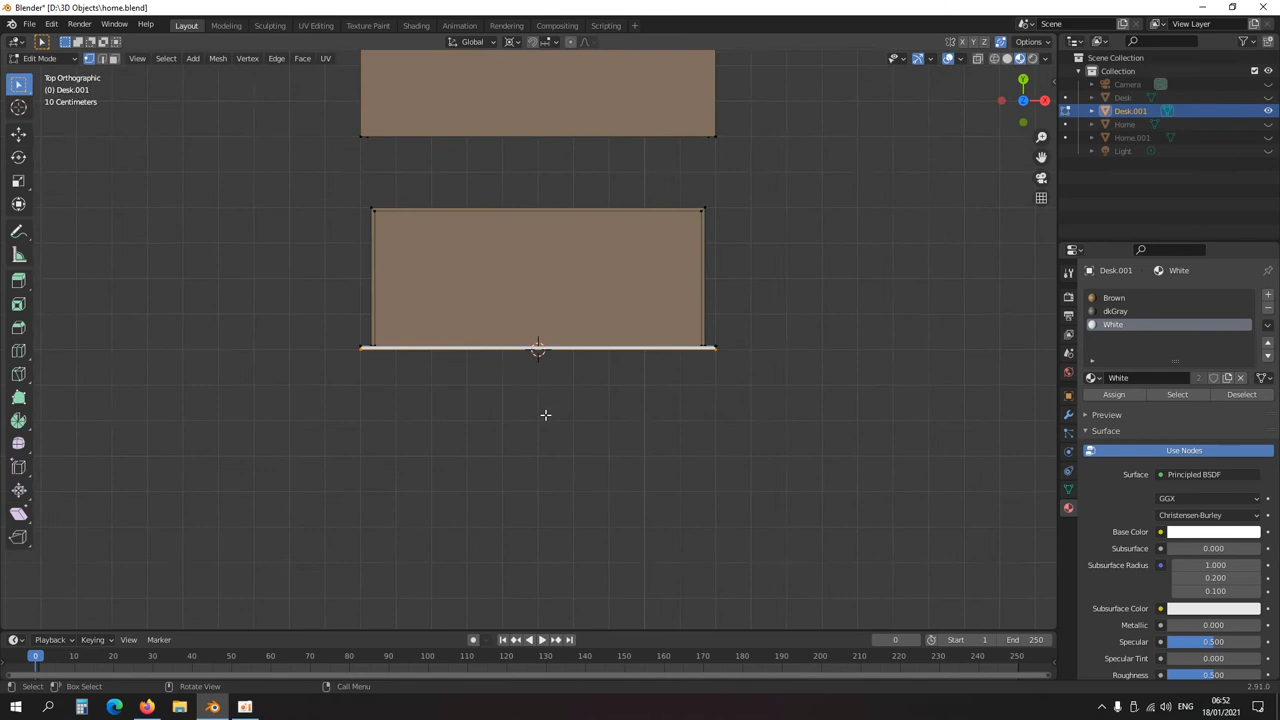 Blender* [D:\3D Objects\home.blend]
File Edit Render Window Help Layout Modeling Sculpting UV Editing Texture Paint Shading Animation Compositing Rendering Scripting + Scene View Layer
Global X Y Z Options
Edit Mode View Select Add Mesh Vertex Edge Face UV
Top Orthographic
(0) Desk.001
10 Centimeters
Y
Z X
Scene Collection
Collection
Camera
Desk
Desk.001
Home
Home.001
Light
Desk.001 White
Brown
dkGray
White
White 2
Assign Select Deselect
Preview
Surface
Use Nodes
Surface Principled BSDF
GGX
Christensen-Burley
Base Color
Subsurface 0.000
Subsurface Radius 1.000
0.200
0.100
Subsurface Color
Metallic 0.000
Specular 0.500
Specular Tint 0.000
Roughness 0.500
Playback Keying View Marker 0 Start 1 End 250
0 10 20 30 40 50 60 70 80 90 100 110 120 130 140 150 160 170 180 190 200 210 220 230 240 250
Select Box Select Rotate View Call Menu 2.91.0
ENG 06:52
18/01/2021